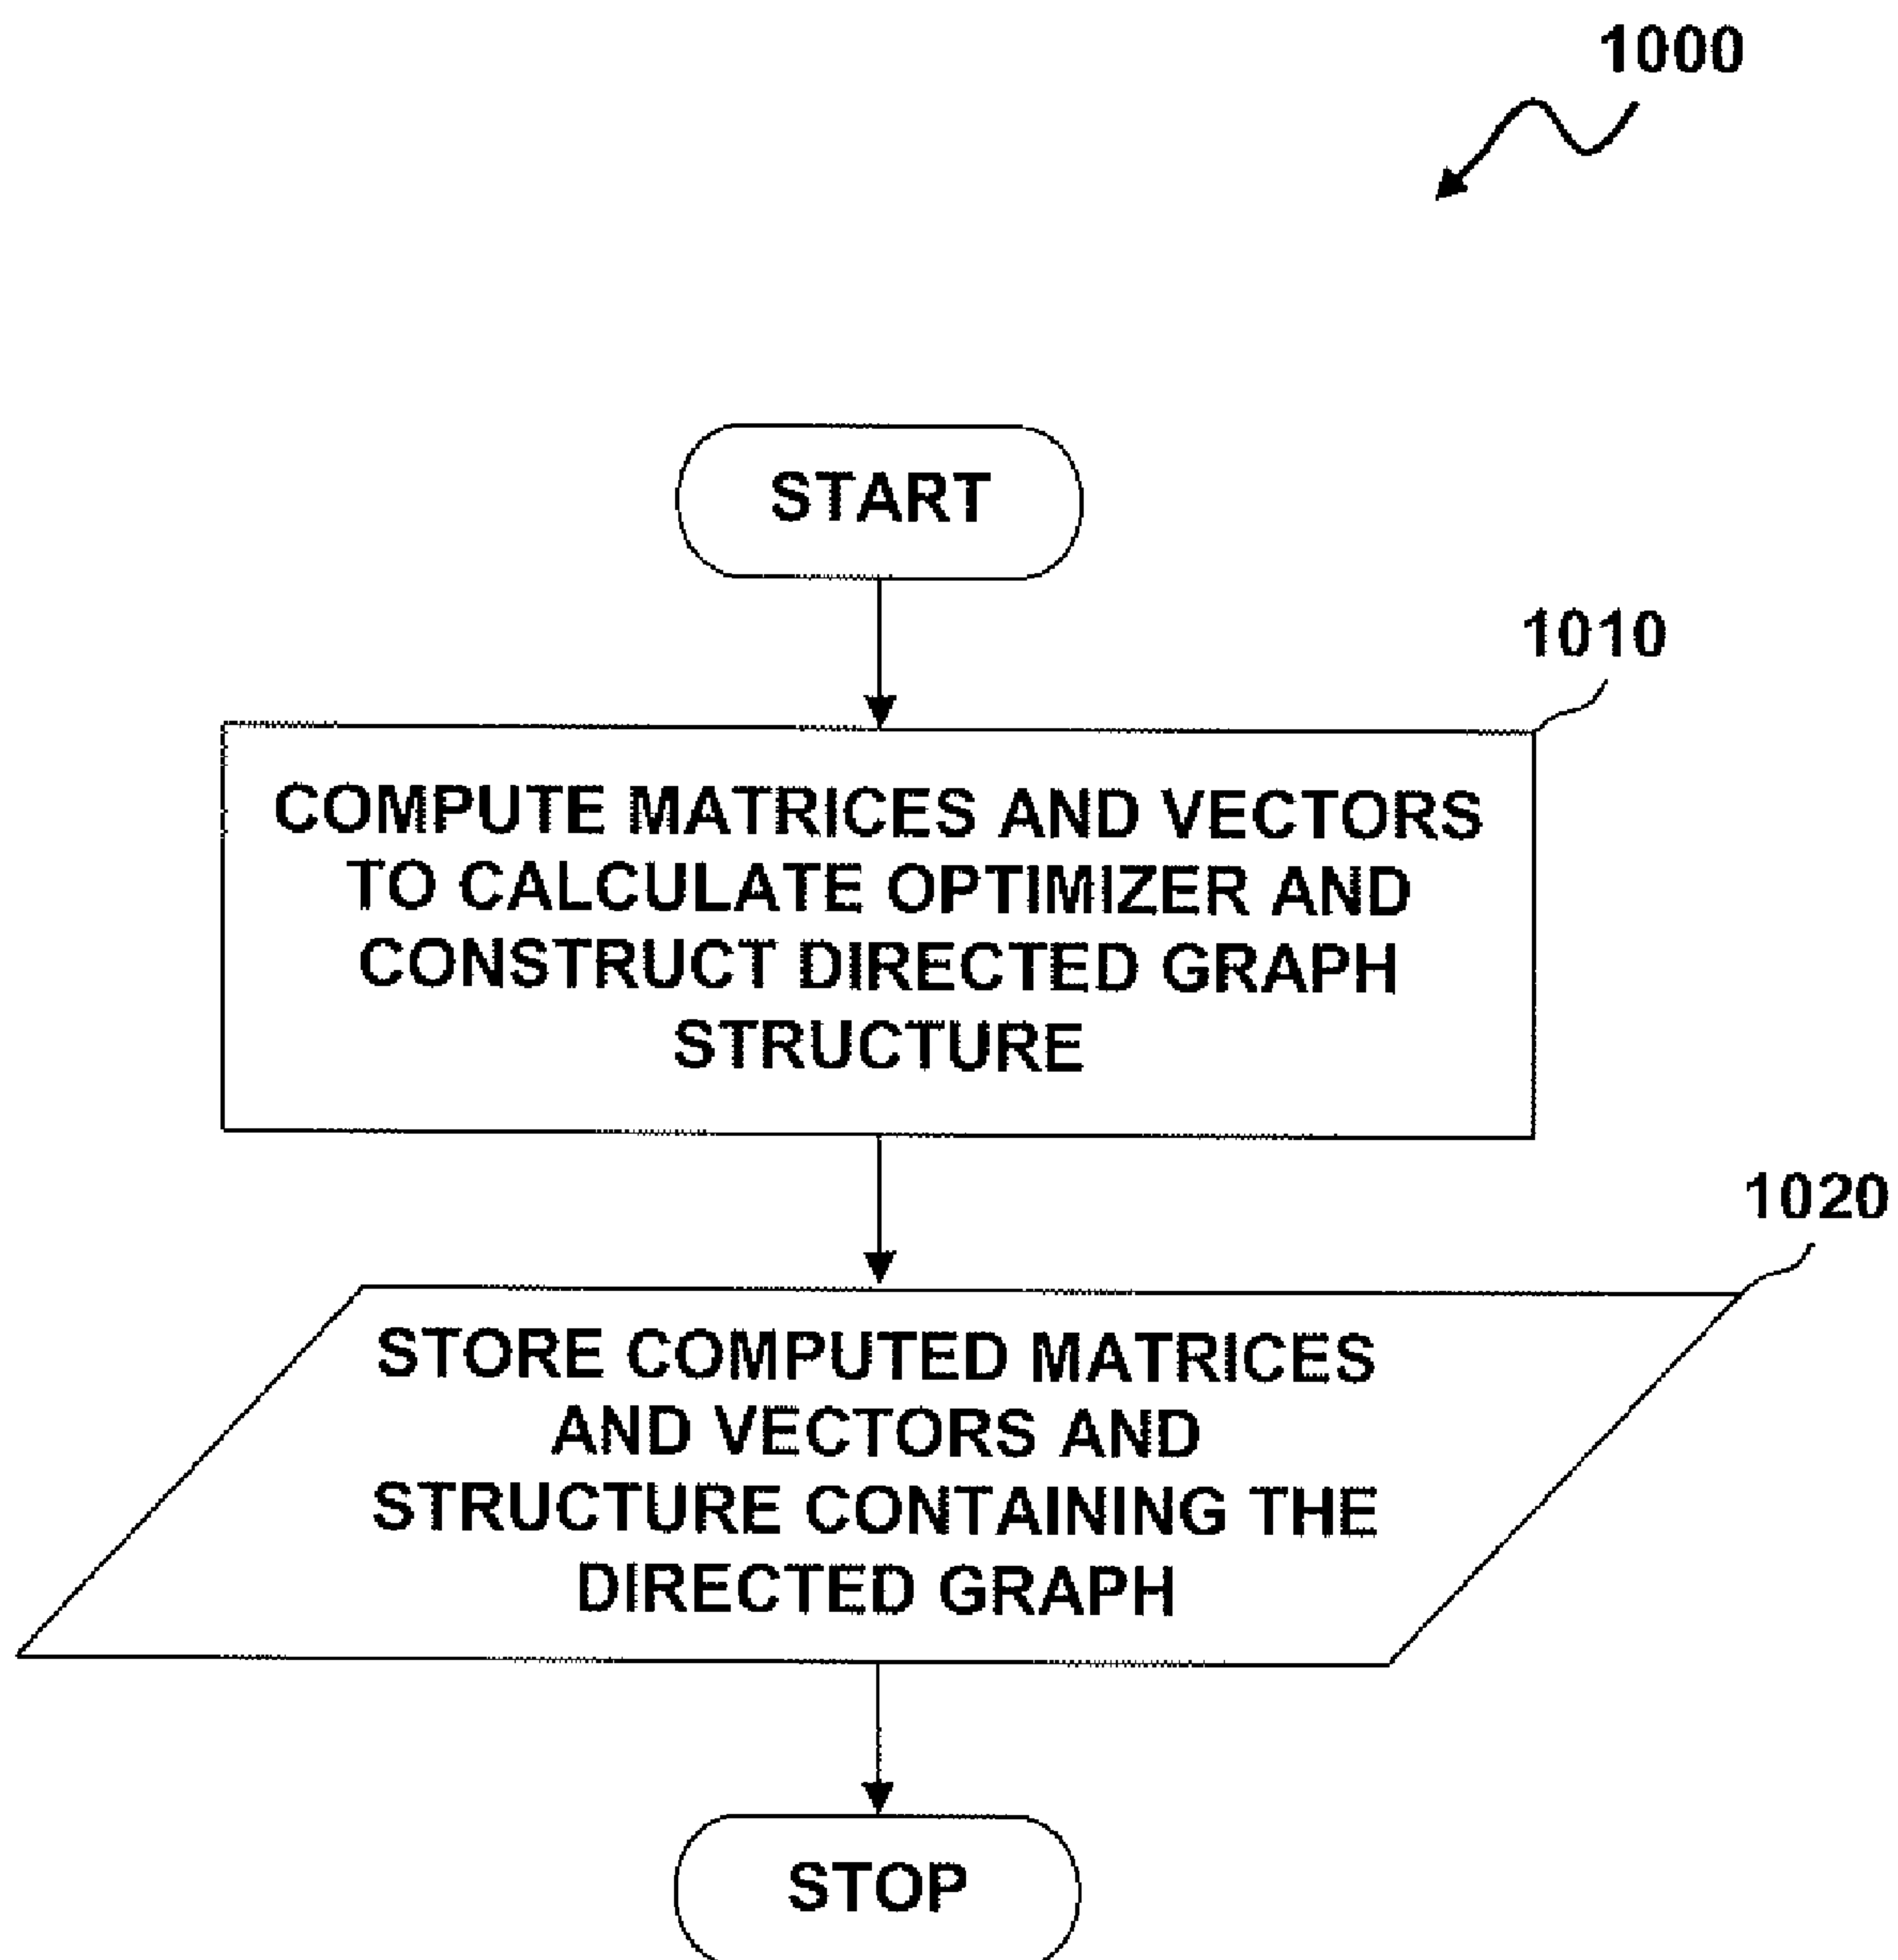 1000
START
1010
COMPUTE MATRICES AND VECTORS
TO CALCULATE OPTIMIZER AND
CONSTRUCT DIRECTED GRAPH
STRUCTURE
1020
STORE COMPUTED MATRICES
AND VECTORS AND
STRUCTURE CONTAINING THE
DIRECTED GRAPH
STOP